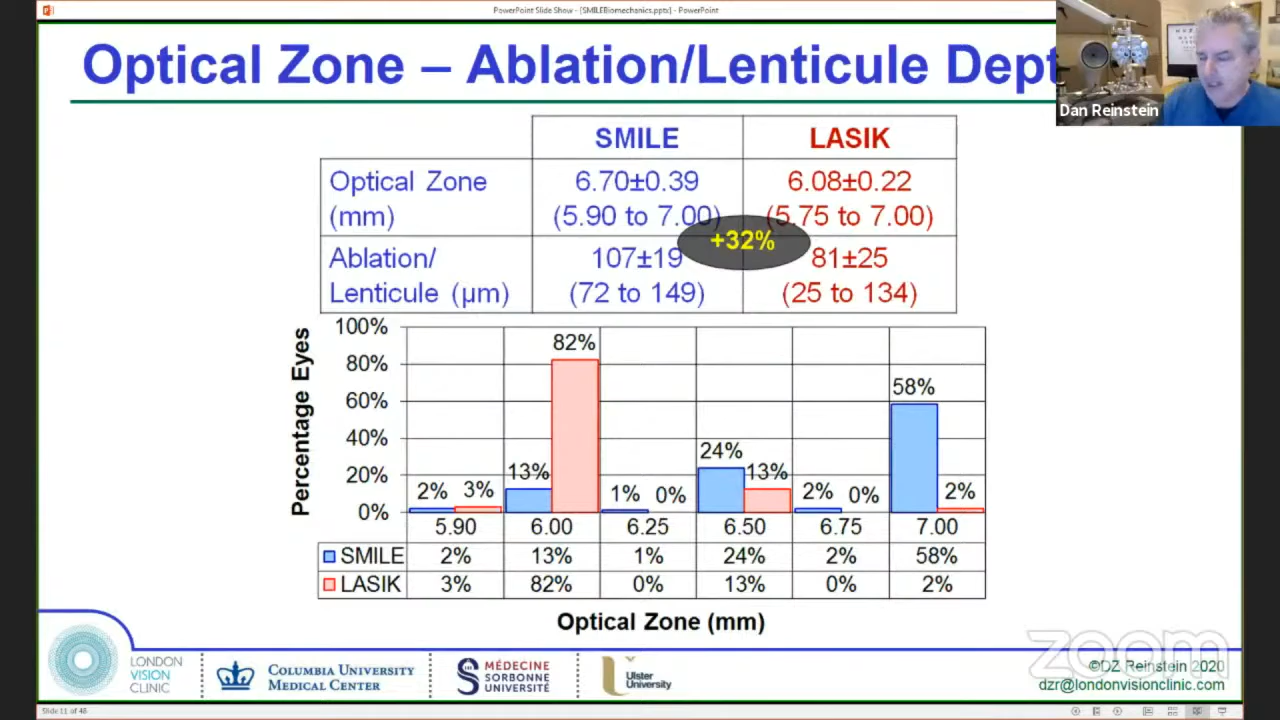 PowerPoint Slide Show - [SMILEBiomechanics.pptx] - PowerPoint
Optical Zone – Ablation/Lenticule Dept
Dan Reinstein
SMILE LASIK
Optical Zone 6.70±0.39 6.08±0.22
(mm) (5.90 to 7.00) (5.75 to 7.00)
+32%
Ablation/ 107±19 81±25
Lenticule (µm) (72 to 149) (25 to 134)
Percentage Eyes
100%
80%
60%
40%
20%
0%
2% 3% 13% 82% 1% 0% 24% 13% 2% 0% 58% 2%
5.90 6.00 6.25 6.50 6.75 7.00
SMILE 2% 13% 1% 24% 2% 58%
LASIK 3% 82% 0% 13% 0% 2%
Optical Zone (mm)
LONDON
VISION
CLINIC
COLUMBIA UNIVERSITY
MEDICAL CENTER
MÉDECINE
SORBONNE
UNIVERSITÉ
Ulster
University
zoom
©DZ Reinstein 2020
dzr@londonvisionclinic.com
Slide 11 of 48